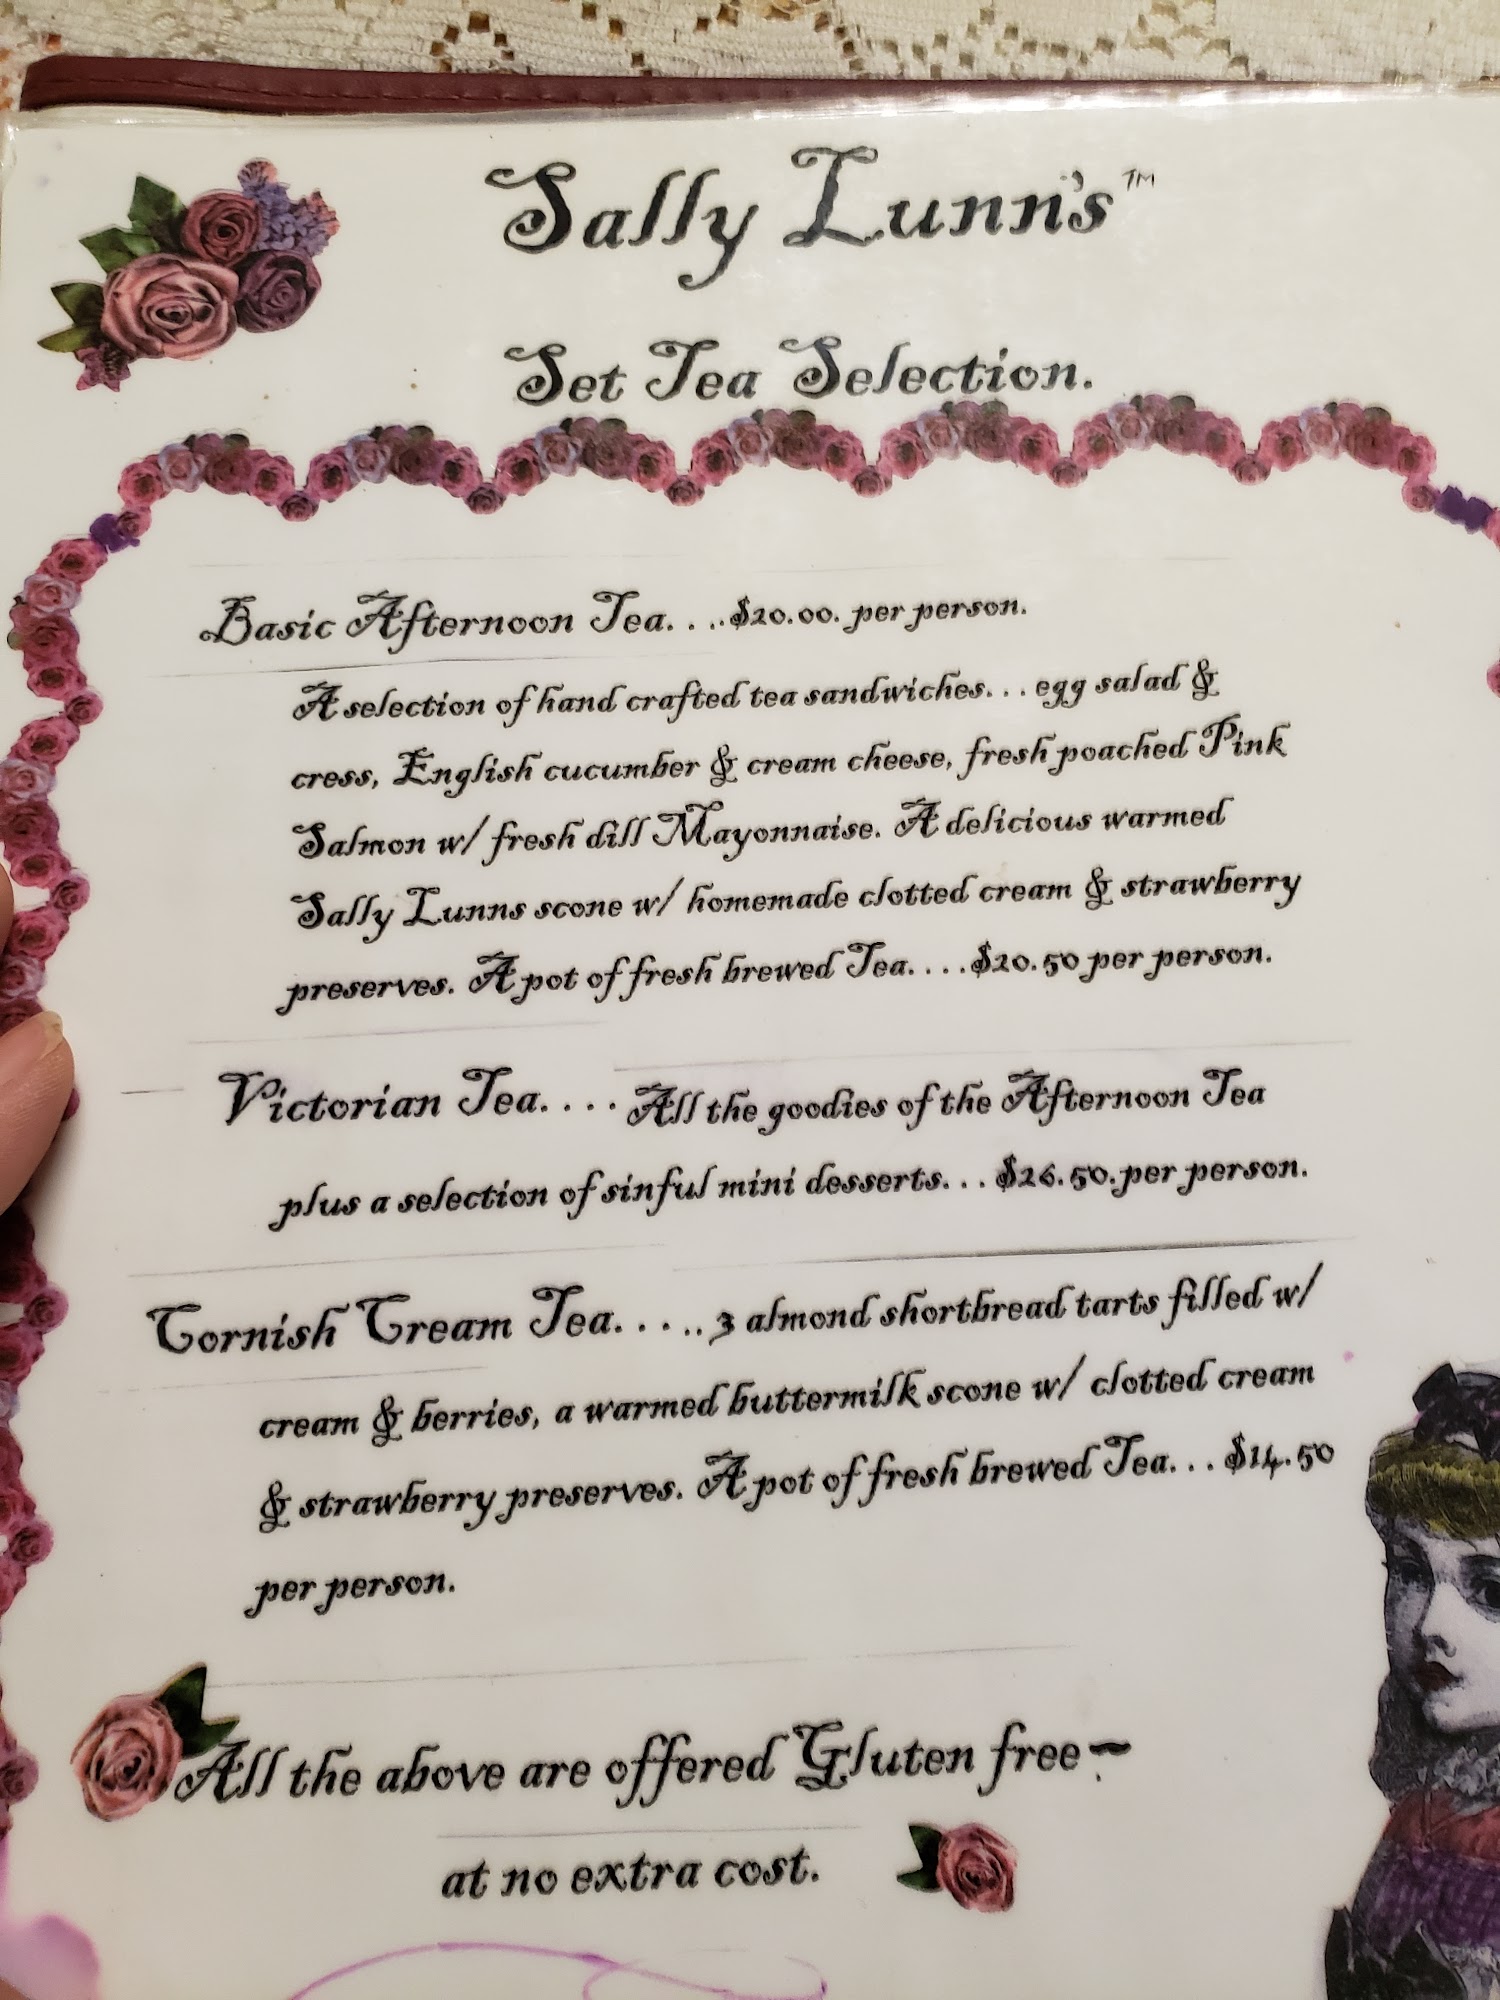 Sally Lunn's™
Set Tea Selection.
Basic Afternoon Tea. . . .$20.00. per person.
A selection of hand crafted tea sandwiches. . . egg salad &
cress, English cucumber & cream cheese, fresh poached Pink
Salmon w/ fresh dill Mayonnaise. A delicious warmed
Sally Lunns scone w/ homemade clotted cream & strawberry
preserves. A pot of fresh brewed Tea. . . .$20.50 per person.
Victorian Tea. . . . All the goodies of the Afternoon Tea
plus a selection of sinful mini desserts. . . $26.50. per person.
Cornish Cream Tea. . . . . 3 almond shortbread tarts filled w/
cream & berries, a warmed buttermilk scone w/ clotted cream
& strawberry preserves. A pot of fresh brewed Tea. . . $14.50
per person.
All the above are offered Gluten free~
at no extra cost.